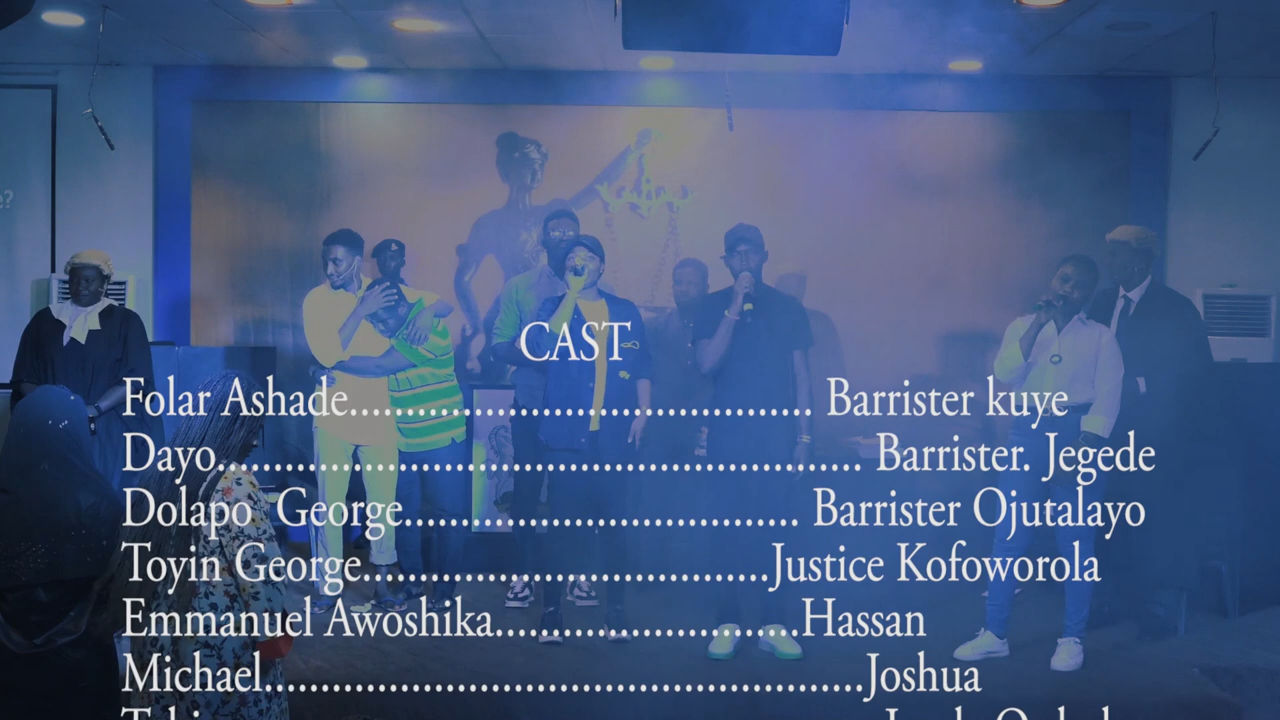 e?
CAST
Folar Ashade........................................ Barrister kuye
Dayo........................................................ Barrister. Jegede
Dolapo George.................................. Barrister Ojutalayo
Toyin George...................................Justice Kofoworola
Emmanuel Awoshika..........................Hassan
Michael....................................................Joshua